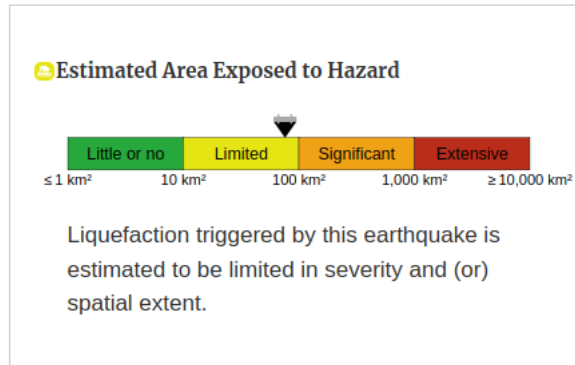 Estimated Area Exposed to Hazard
Little or no Limited Significant Extensive
≤ 1 km² 10 km² 100 km² 1,000 km² ≥ 10,000 km²
Liquefaction triggered by this earthquake is
estimated to be limited in severity and (or)
spatial extent.